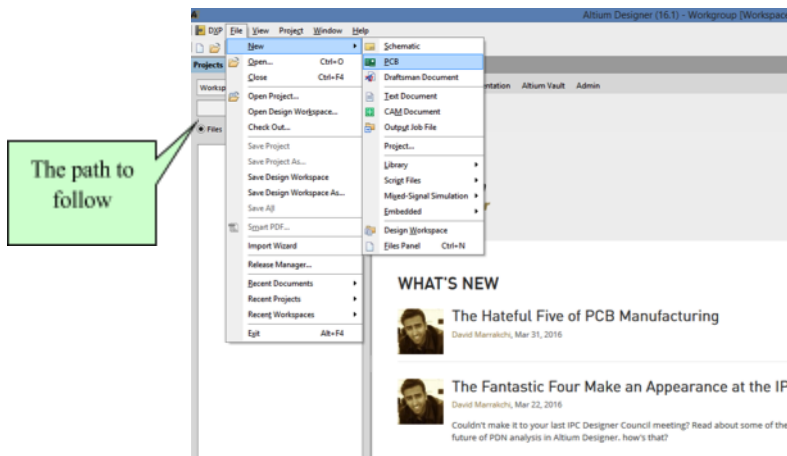 Altium Designer (16.1) - Workgroup [Workspace
DXP File View Project Window Help
Projects
Worksp
Files
The path to
follow
New
Open... Ctrl+O
Close Ctrl+F4
Open Project...
Open Design Workspace...
Check Out...
Save Project
Save Project As...
Save Design Workspace
Save Design Workspace As...
Save All
Smart PDF...
Import Wizard
Release Manager...
Recent Documents
Recent Projects
Recent Workspaces
Exit Alt+F4
Schematic
PCB
Draftsman Document
Text Document
CAM Document
Output Job File
Project...
Library
Script Files
Mixed-Signal Simulation
Embedded
Design Workspace
Files Panel Ctrl+N
entation Altium Vault Admin
WHAT'S NEW
The Hateful Five of PCB Manufacturing
David Marrakchi, Mar 31, 2016
The Fantastic Four Make an Appearance at the IP
David Marrakchi, Mar 22, 2016
Couldn't make it to your last IPC Designer Council meeting? Read about some of the
future of PDN analysis in Altium Designer. how's that?